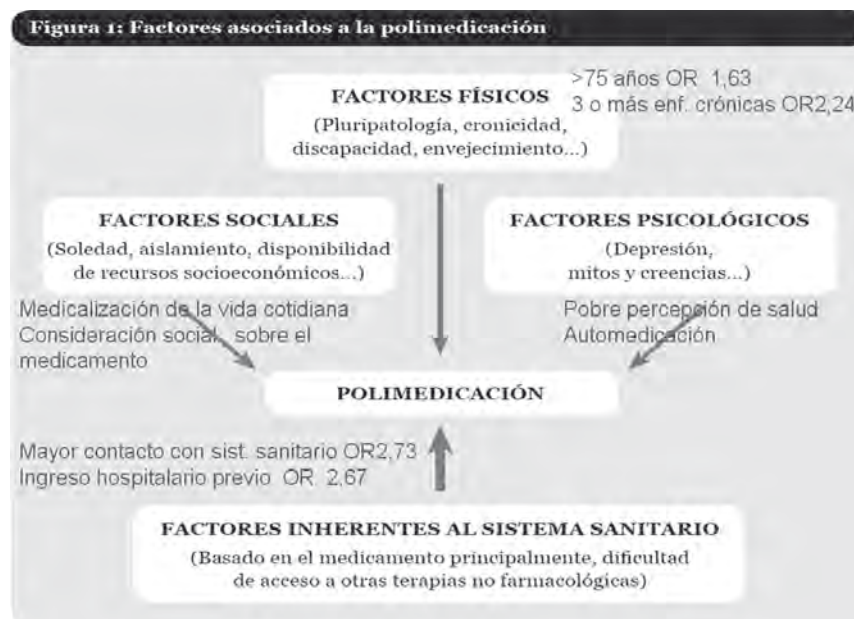 Figura 1: Factores asociados a la polimedicación
>75 años OR 1,63
3 o más enf. crónicas OR2,24
FACTORES FÍSICOS
(Pluripatología, cronicidad,
discapacidad, envejecimiento...)
FACTORES SOCIALES
(Soledad, aislamiento, disponibilidad
de recursos socioeconómicos...)
Medicalización de la vida cotidiana
Consideración social sobre el
medicamento
FACTORES PSICOLÓGICOS
(Depresión,
mitos y creencias...)
Pobre percepción de salud
Automedicación
POLIMEDICACIÓN
Mayor contacto con sist. sanitario OR2,73
Ingreso hospitalario previo OR 2,67
FACTORES INHERENTES AL SISTEMA SANITARIO
(Basado en el medicamento principalmente, dificultad
de acceso a otras terapias no farmacológicas)